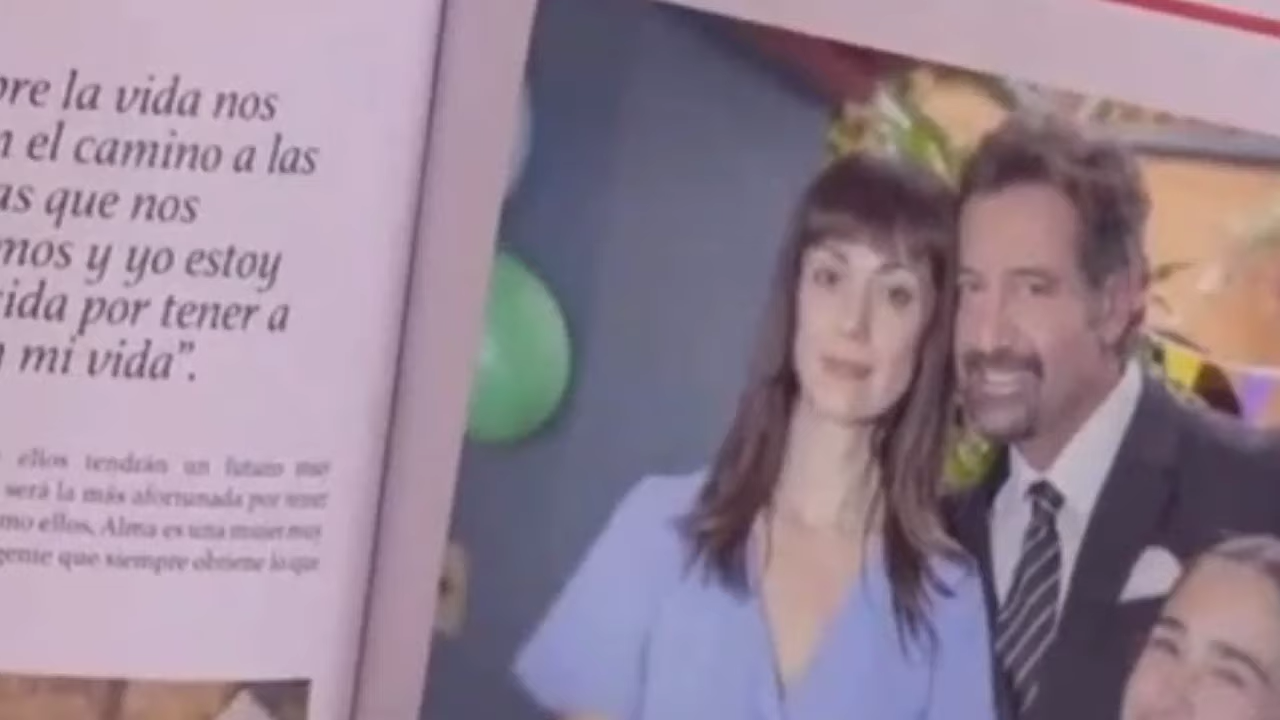 bre la vida nos
n el camino a las
as que nos
mos y yo estoy
ida por tener a
n mi vida”.
ellos tendrán un futuro
será la más afortunada por tener
mo ellos, Alma es una mujer muy
gente que siempre obtiene lo que